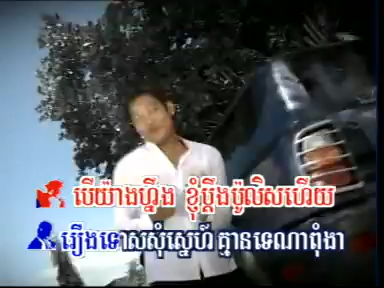 បើយ៉ាងហ្នឹង ខ្ញុំប្ដឹងប៉ូលិសហើយ
រឿងទោសសុំស្នេហ៍ គ្មានទេណាពុំងា